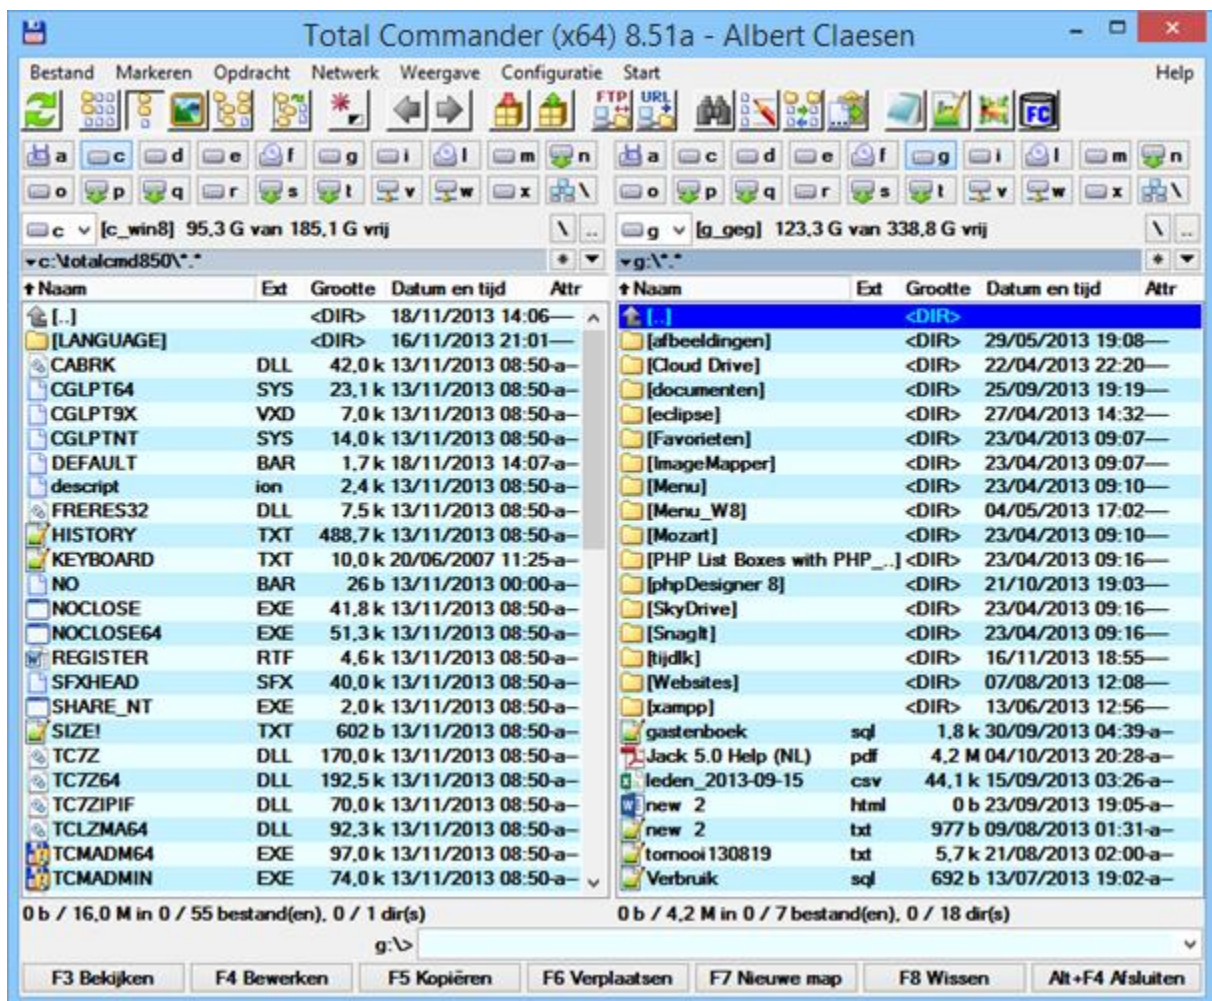 Total Commander (x64) 8.51a - Albert Claesen
Bestand Markeren Opdracht Netwerk Weergave Configuratie Start Help
FTP URL FC
a c d e f g i l m n
o p q r s t v w x \
c [c_win8] 95,3 G van 185,1 G vrij \ ..
c:\totalcmd850\*.* * 
Naam Ext Grootte Datum en tijd Attr
[..] <DIR> 18/11/2013 14:06—
[LANGUAGE] <DIR> 16/11/2013 21:01—
CABRK DLL 42,0 k 13/11/2013 08:50 -a–
CGLPT64 SYS 23,1 k 13/11/2013 08:50 -a–
CGLPT9X VXD 7,0 k 13/11/2013 08:50 -a–
CGLPTNT SYS 14,0 k 13/11/2013 08:50 -a–
DEFAULT BAR 1,7 k 18/11/2013 14:07 -a–
descript ion 2,4 k 13/11/2013 08:50 -a–
FRERES32 DLL 7,5 k 13/11/2013 08:50 -a–
HISTORY TXT 488,7 k 13/11/2013 08:50 -a–
KEYBOARD TXT 10,0 k 20/06/2007 11:25 -a–
NO BAR 26 b 13/11/2013 00:00 -a–
NOCLOSE EXE 41,8 k 13/11/2013 08:50 -a–
NOCLOSE64 EXE 51,3 k 13/11/2013 08:50 -a–
REGISTER RTF 4,6 k 13/11/2013 08:50 -a–
SFXHEAD SFX 40,0 k 13/11/2013 08:50 -a–
SHARE_NT EXE 2,0 k 13/11/2013 08:50 -a–
SIZE! TXT 602 b 13/11/2013 08:50 -a–
TC7Z DLL 170,0 k 13/11/2013 08:50 -a–
TC7Z64 DLL 192,5 k 13/11/2013 08:50 -a–
TC7ZIPIF DLL 70,0 k 13/11/2013 08:50 -a–
TCLZMA64 DLL 92,3 k 13/11/2013 08:50 -a–
TCMADM64 EXE 97,0 k 13/11/2013 08:50 -a–
TCMADMIN EXE 74,0 k 13/11/2013 08:50 -a–
0 b / 16,0 M in 0 / 55 bestand(en), 0 / 1 dir(s)
a c d e f g i l m n
o p q r s t v w x \
g [g_geg] 123,3 G van 338,8 G vrij \ ..
g:\*.* *
Naam Ext Grootte Datum en tijd Attr
[..] <DIR>
[afbeeldingen] <DIR> 29/05/2013 19:08—
[Cloud Drive] <DIR> 22/04/2013 22:20—
[documenten] <DIR> 25/09/2013 19:19—
[eclipse] <DIR> 27/04/2013 14:32—
[Favorieten] <DIR> 23/04/2013 09:07—
[ImageMapper] <DIR> 23/04/2013 09:07—
[Menu] <DIR> 23/04/2013 09:10—
[Menu_W8] <DIR> 04/05/2013 17:02—
[Mozart] <DIR> 23/04/2013 09:10—
[PHP List Boxes with PHP_..] <DIR> 23/04/2013 09:16—
[phpDesigner 8] <DIR> 21/10/2013 19:03—
[SkyDrive] <DIR> 23/04/2013 09:16—
[SnagIt] <DIR> 23/04/2013 09:16—
[tijdlk] <DIR> 16/11/2013 18:55—
[Websites] <DIR> 07/08/2013 12:08—
[xampp] <DIR> 13/06/2013 12:56—
gastenboek sql 1,8 k 30/09/2013 04:39 -a–
Jack 5.0 Help (NL) pdf 4,2 M 04/10/2013 20:28 -a–
leden_2013-09-15 csv 44,1 k 15/09/2013 03:26 -a–
new 2 html 0 b 23/09/2013 19:05 -a–
new 2 txt 977 b 09/08/2013 01:31 -a–
tornooi130819 txt 5,7 k 21/08/2013 02:00 -a–
Verbruik sql 692 b 13/07/2013 19:02 -a–
0 b / 4,2 M in 0 / 7 bestand(en), 0 / 18 dir(s)
g:\>
F3 Bekijken F4 Bewerken F5 Kopiëren F6 Verplaatsen F7 Nieuwe map F8 Wissen Alt+F4 Afsluiten